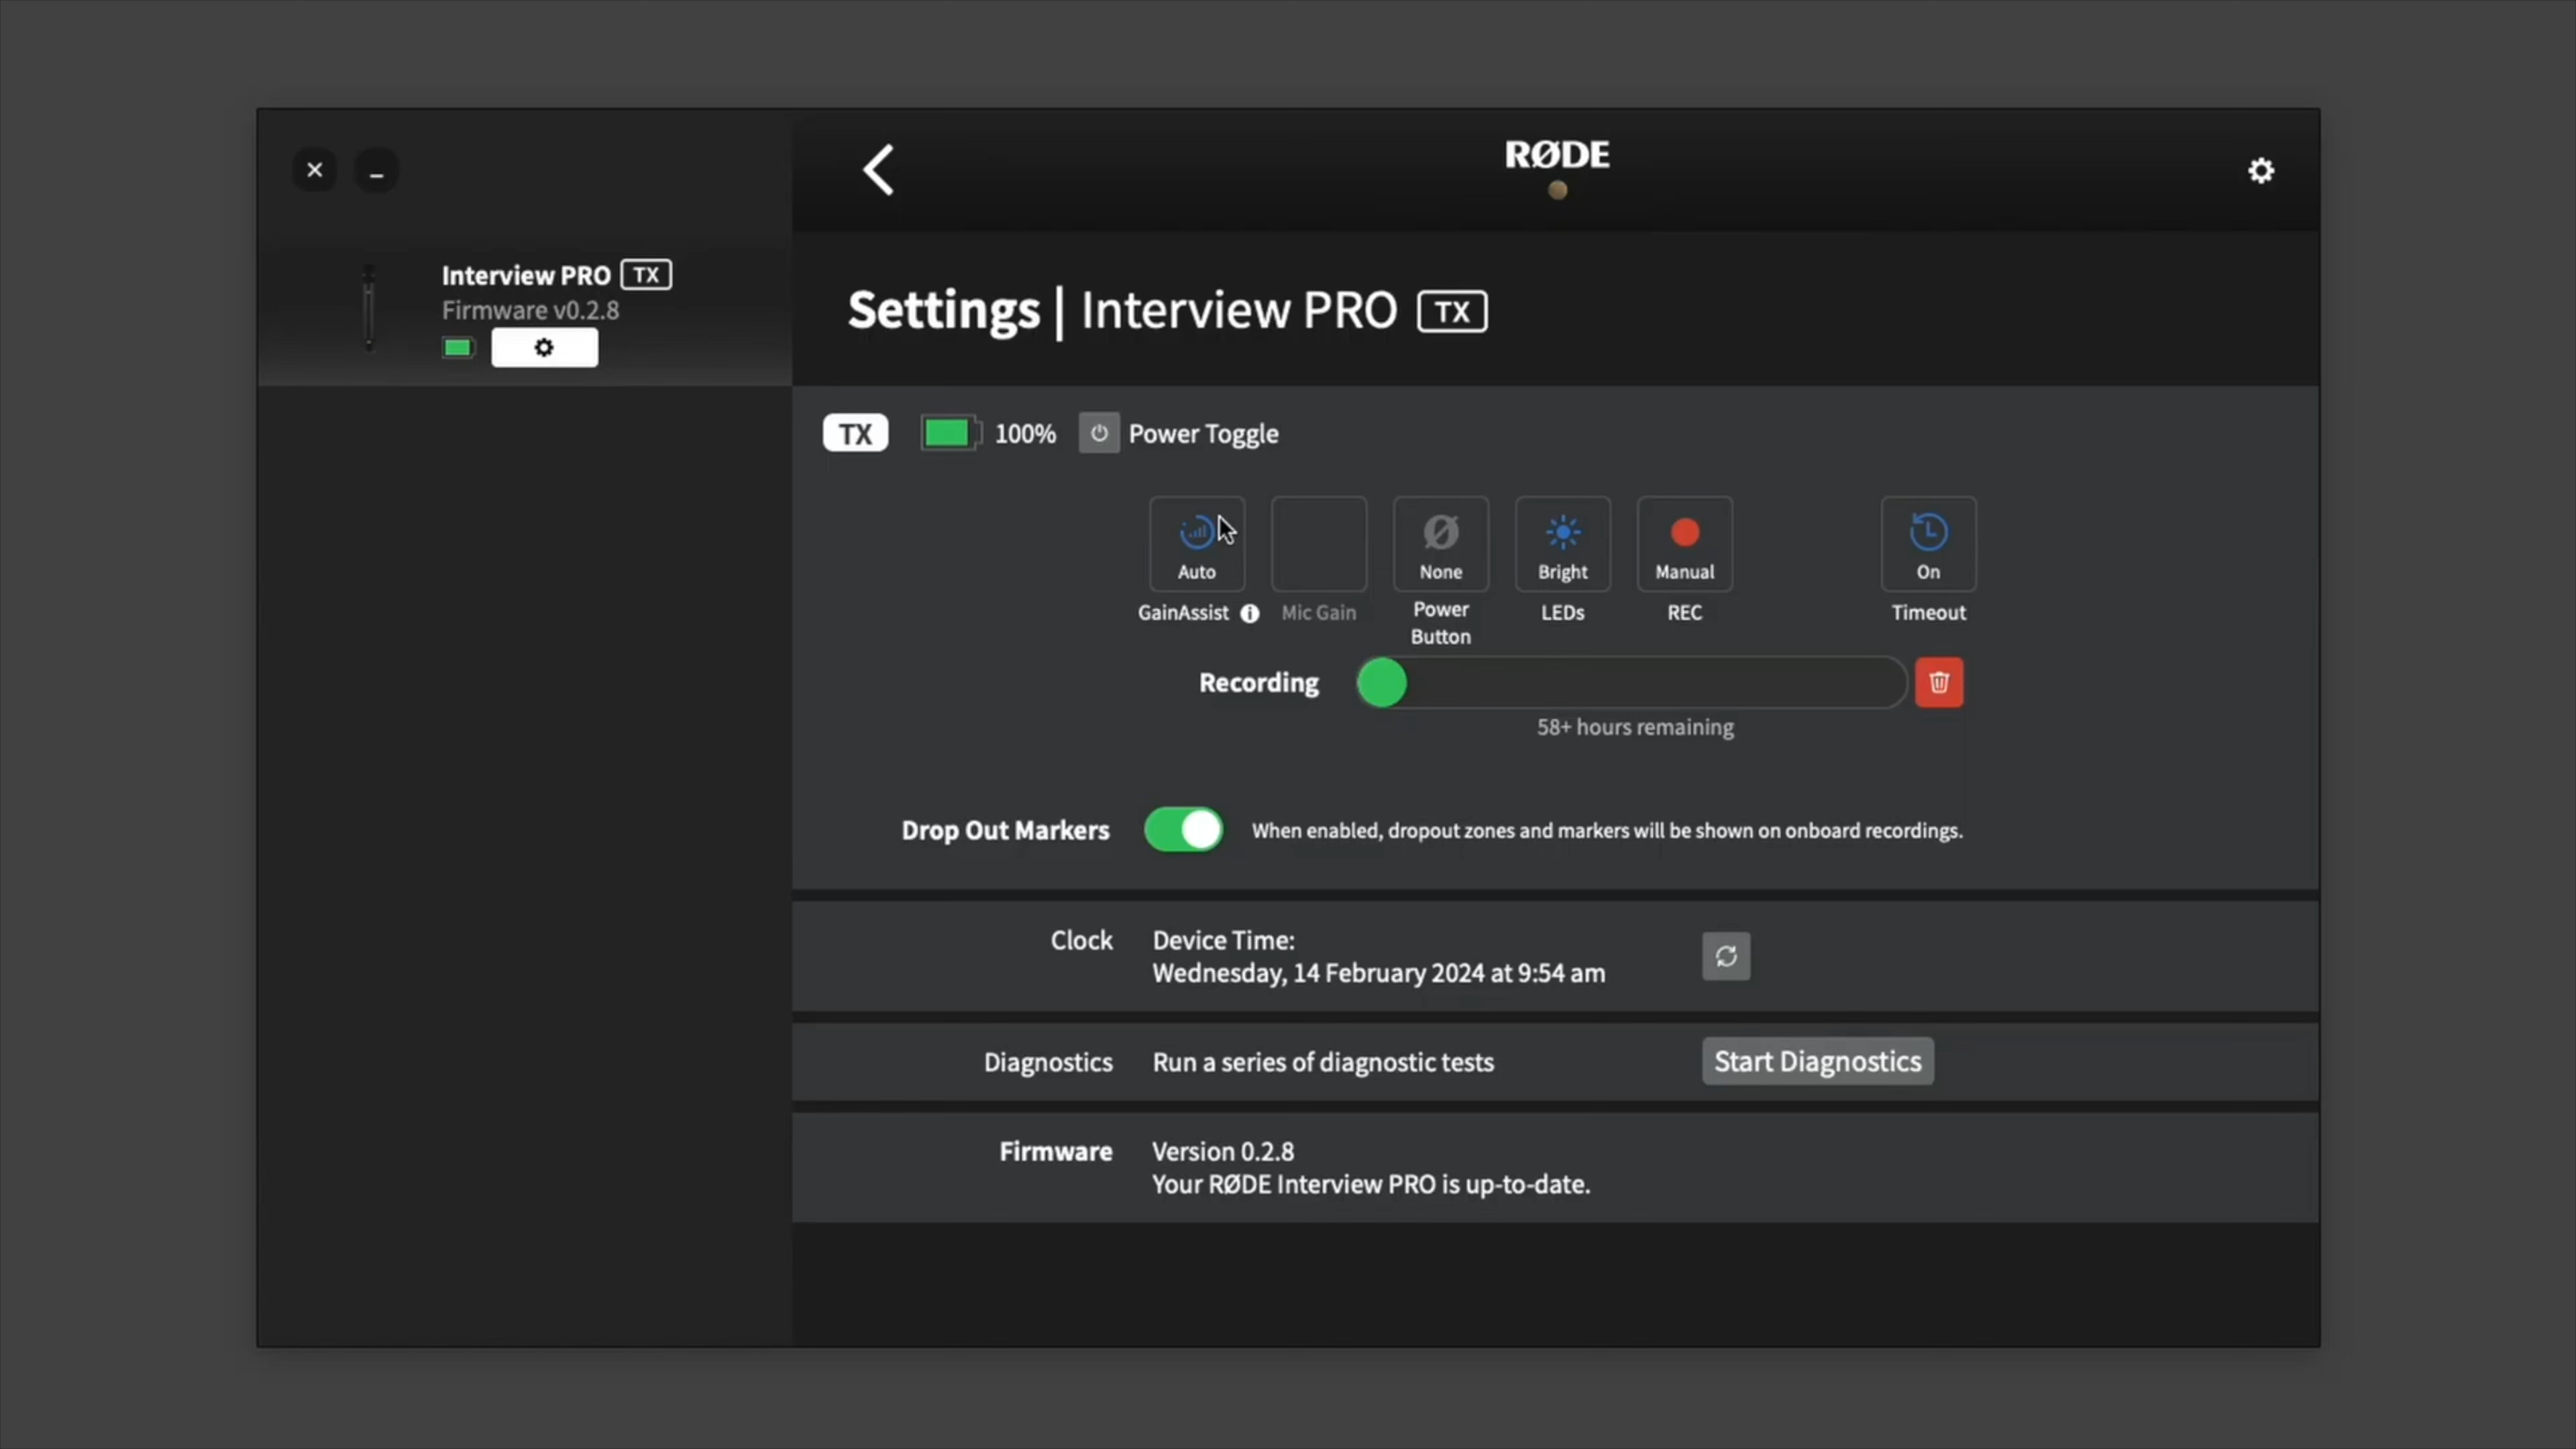 RØDE
Interview PRO TX
Firmware v0.2.8
Settings | Interview PRO TX
TX 100% Power Toggle
Auto
None
Bright
Manual
On
GainAssist
Mic Gain
Power
Button
LEDs
REC
Timeout
Recording
58+ hours remaining
Drop Out Markers When enabled, dropout zones and markers will be shown on onboard recordings.
Clock Device Time:
Wednesday, 14 February 2024 at 9:54 am
Diagnostics Run a series of diagnostic tests Start Diagnostics
Firmware Version 0.2.8
Your RØDE Interview PRO is up-to-date.